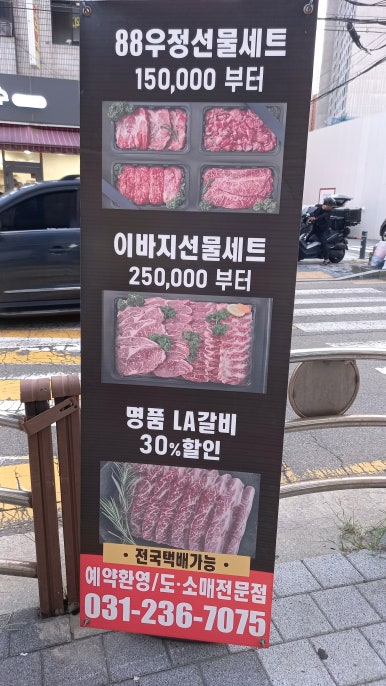 88우정선물세트
150,000 부터
이바지선물세트
250,000 부터
명품 LA갈비
30%할인
· 전국택배가능 ·
예약환영/도·소매전문점
031-236-7075